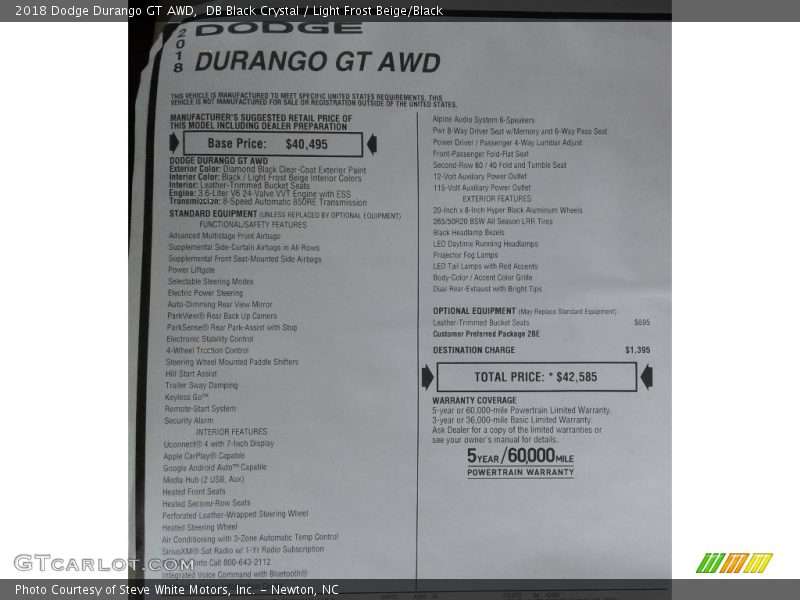 2018 Dodge Durango GT AWD,  DB Black Crystal / Light Frost Beige/Black
2018
DODGE
DURANGO GT AWD
THIS VEHICLE IS MANUFACTURED TO MEET SPECIFIC UNITED STATES REQUIREMENTS. THIS
VEHICLE IS NOT MANUFACTURED FOR SALE OR REGISTRATION OUTSIDE OF THE UNITED STATES.
MANUFACTURER'S SUGGESTED RETAIL PRICE OF
THIS MODEL INCLUDING DEALER PREPARATION
Base Price: $40,495
DODGE DURANGO GT AWD
Exterior Color: Diamond Black Clear-Coat Exterior Paint
Interior Color: Black / Light Frost Beige Interior Colors
Interior: Leather-Trimmed Bucket Seats
Engine: 3.6-Liter V6 24-Valve VVT Engine with ESS
Transmission: 8-Speed Automatic 850RE Transmission
STANDARD EQUIPMENT (UNLESS REPLACED BY OPTIONAL EQUIPMENT)
FUNCTIONAL/SAFETY FEATURES
Advanced Multistage Front Airbags
Supplemental Side-Curtain Airbags in All Rows
Supplemental Front Seat-Mounted Side Airbags
Power Liftgate
Selectable Steering Modes
Electric Power Steering
Auto-Dimming Rear View Mirror
ParkView® Rear Back Up Camera
ParkSense® Rear Park-Assist with Stop
Electronic Stability Control
4-Wheel Traction Control
Steering Wheel Mounted Paddle Shifters
Hill Start Assist
Trailer Sway Damping
Keyless Go™
Remote-Start System
Security Alarm
INTERIOR FEATURES
Uconnect® 4 with 7-Inch Display
Apple CarPlay® Capable
Google Android Auto™ Capable
Media Hub (2 USB, Aux)
Heated Front Seats
Heated Second-Row Seats
Perforated Leather-Wrapped Steering Wheel
Heated Steering Wheel
Air Conditioning with 3-Zone Automatic Temp Control
SiriusXM® Sat Radio w/ 1-Yr Radio Subscription
Info Call 800-643-2112
Integrated Voice Command with Bluetooth®
Alpine Audio System 6-Speakers
Pwr 8-Way Driver Seat w/Memory and 6-Way Pass Seat
Power Driver / Passenger 4-Way Lumbar Adjust
Front-Passenger Fold-Flat Seat
Second-Row 60 / 40 Fold and Tumble Seat
12-Volt Auxiliary Power Outlet
115-Volt Auxiliary Power Outlet
EXTERIOR FEATURES
20-Inch x 8-Inch Hyper Black Aluminum Wheels
265/50R20 BSW All Season LRR Tires
Black Headlamp Bezels
LED Daytime Running Headlamps
Projector Fog Lamps
LED Tail Lamps with Red Accents
Body-Color / Accent Color Grille
Dual Rear-Exhaust with Bright Tips
OPTIONAL EQUIPMENT (May Replace Standard Equipment)
Leather-Trimmed Bucket Seats $695
Customer Preferred Package 2BE
DESTINATION CHARGE $1,395
TOTAL PRICE: * $42,585
WARRANTY COVERAGE
5-year or 60,000-mile Powertrain Limited Warranty.
3-year or 36,000-mile Basic Limited Warranty.
Ask Dealer for a copy of the limited warranties or
see your owner's manual for details.
5YEAR/60,000MILE
POWERTRAIN WARRANTY
GTcarlot.com
Photo Courtesy of Steve White Motors, Inc. – Newton, NC